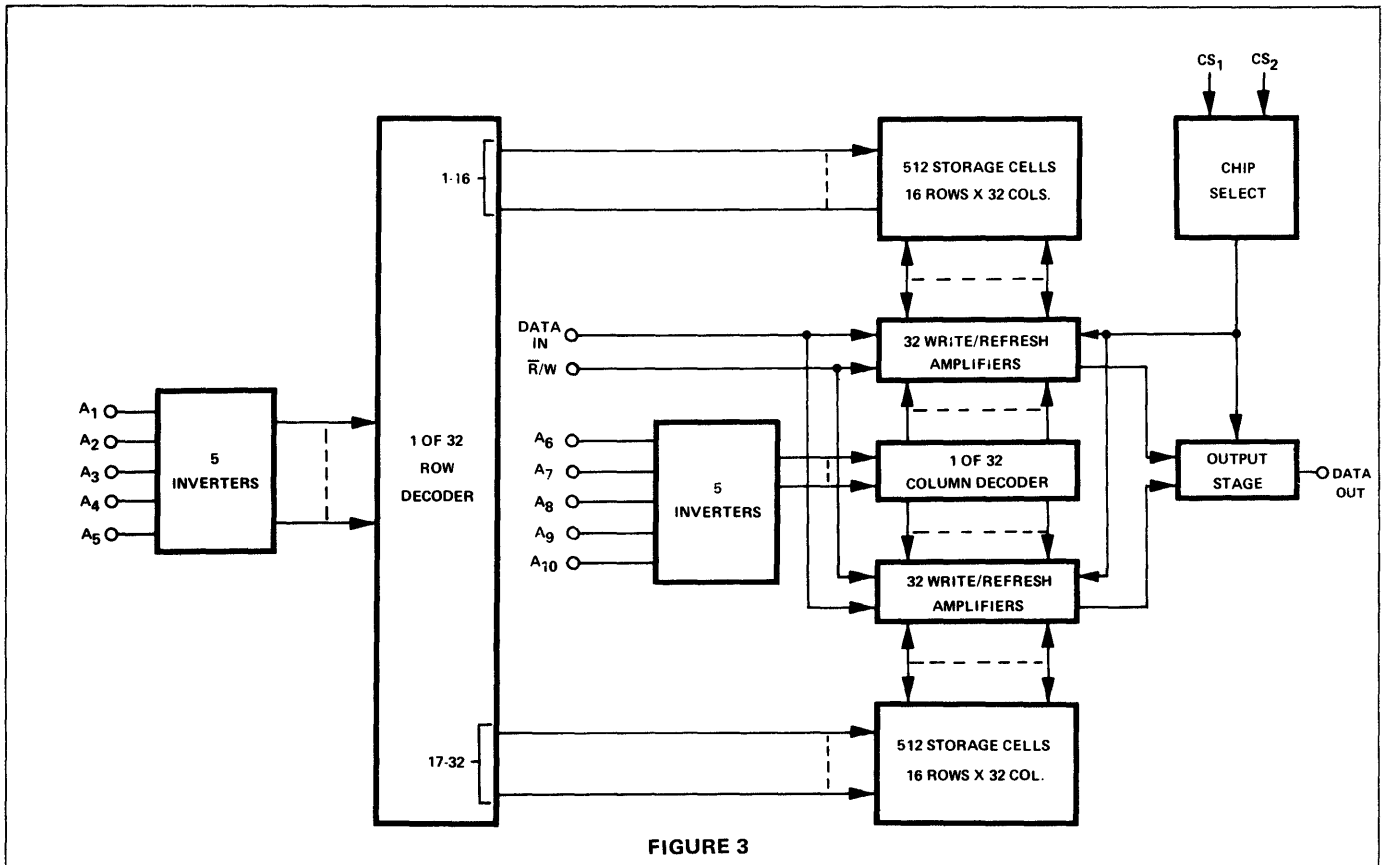 CS1 CS2
1-16
512 STORAGE CELLS
16 ROWS X 32 COLS.
CHIP
SELECT
DATA
IN
R̅/W
32 WRITE/REFRESH
AMPLIFIERS
A1
A2
A3
A4
A5
5
INVERTERS
1 OF 32
ROW
DECODER
A6
A7
A8
A9
A10
5
INVERTERS
1 OF 32
COLUMN DECODER
OUTPUT
STAGE
DATA
OUT
32 WRITE/REFRESH
AMPLIFIERS
17-32
512 STORAGE CELLS
16 ROWS X 32 COL.
FIGURE 3